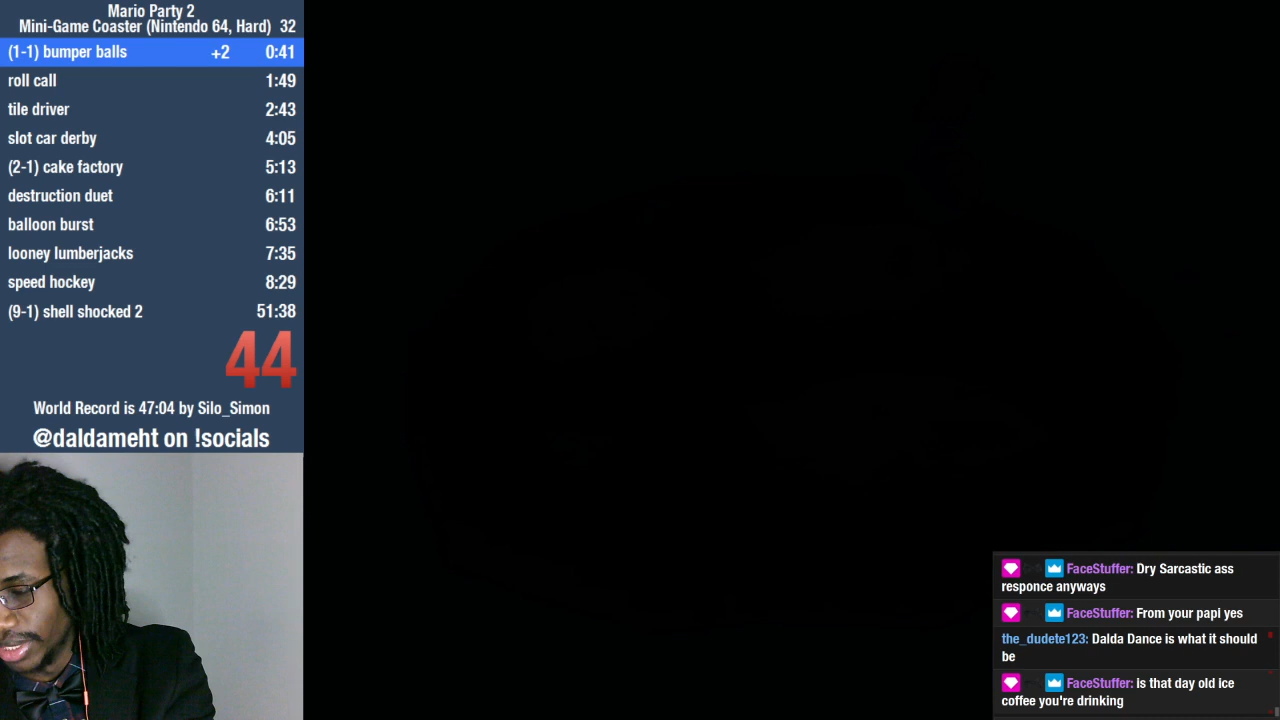 Mario Party 2
Mini-Game Coaster (Nintendo 64, Hard) 32
(1-1) bumper balls +2 0:41
roll call 1:49
tile driver 2:43
slot car derby 4:05
(2-1) cake factory 5:13
destruction duet 6:11
balloon burst 6:53
looney lumberjacks 7:35
speed hockey 8:29
(9-1) shell shocked 2 51:38
44
World Record is 47:04 by Silo_Simon
@daldameht on !socials
FaceStuffer: Dry Sarcastic ass
responce anyways
FaceStuffer: From your papi yes
the_dudete123: Dalda Dance is what it should
be
FaceStuffer: Is that day old ice
coffee you're drinking